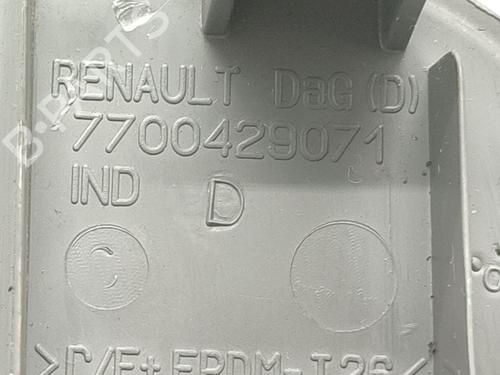 B-PARTS
RENAULT DaG (D)
7700429071
IND D
C